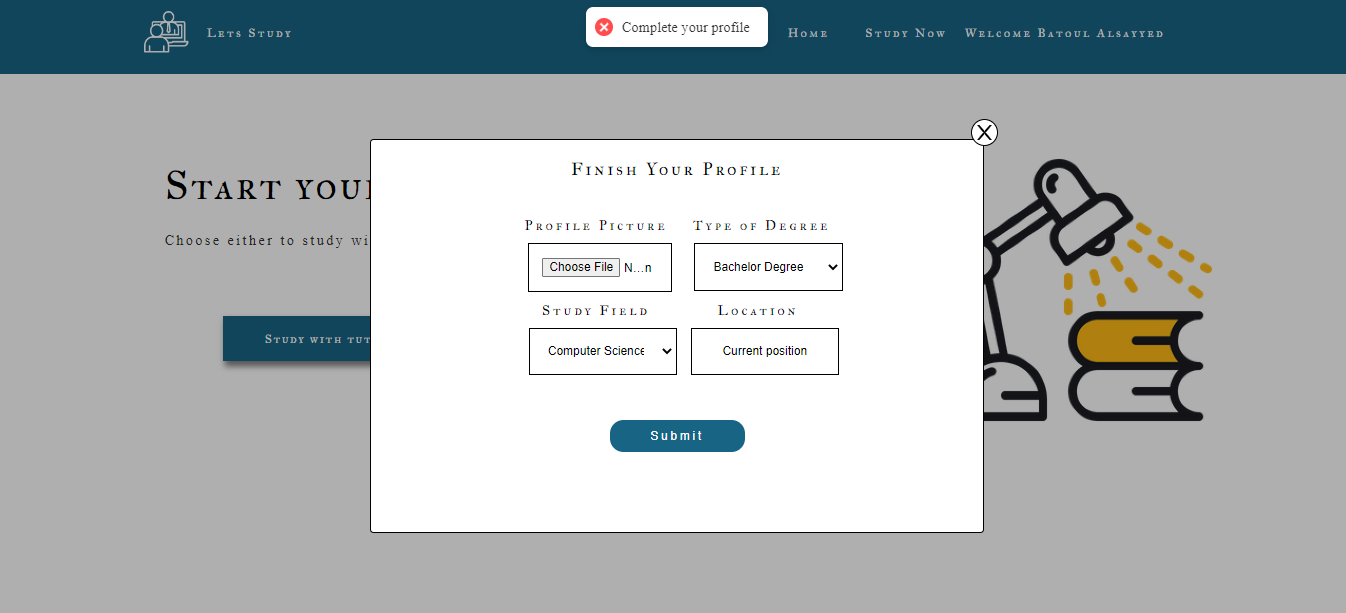 Lets Study
Complete your profile
Home
Study Now
Welcome Batoul Alsayyed
X
Start your
Choose either to study wi
Study with tut
Finish Your Profile
Profile Picture
Type of Degree
Choose File N...n
Bachelor Degree
Study Field
Location
Computer Science
Current position
Submit